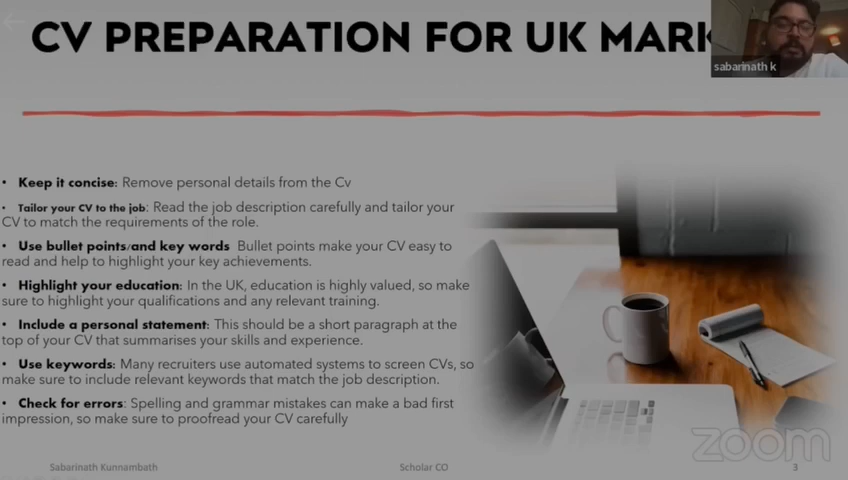 CV PREPARATION FOR UK MARK
sabarinath k
• Keep it concise: Remove personal details from the Cv
• Tailor your CV to the job: Read the job description carefully and tailor your
CV to match the requirements of the role.
• Use bullet points/and key words Bullet points make your CV easy to
read and help to highlight your key achievements.
• Highlight your education: In the UK, education is highly valued, so make
sure to highlight your qualifications and any relevant training.
• Include a personal statement: This should be a short paragraph at the
top of your CV that summarises your skills and experience.
• Use keywords: Many recruiters use automated systems to screen CVs, so
make sure to include relevant keywords that match the job description.
• Check for errors: Spelling and grammar mistakes can make a bad first
impression, so make sure to proofread your CV carefully
zoom
Sabarinath Kunnambath
Scholar CO
3